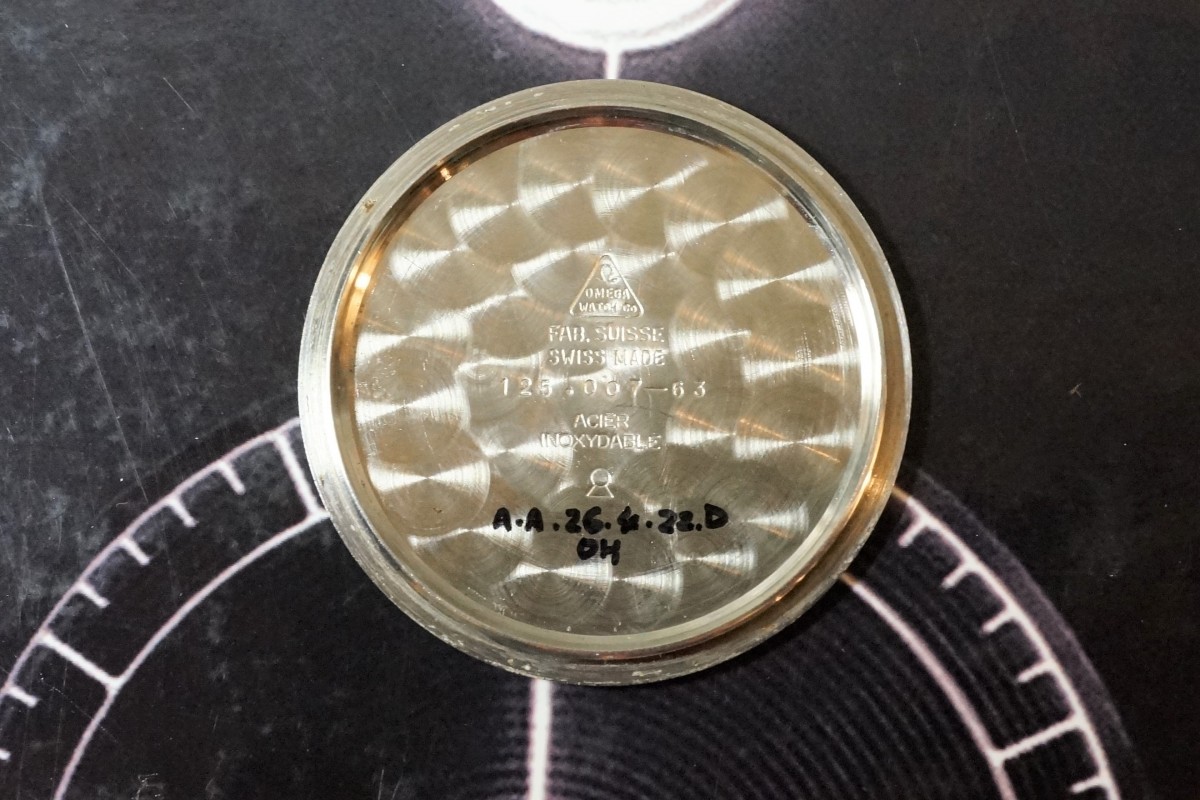 Ω
OMEGA
WATCH Co
FAB. SUISSE
SWISS MADE
125.007-63
ACIER
INOXYDABLE
A.A.26.4.22.D
OH